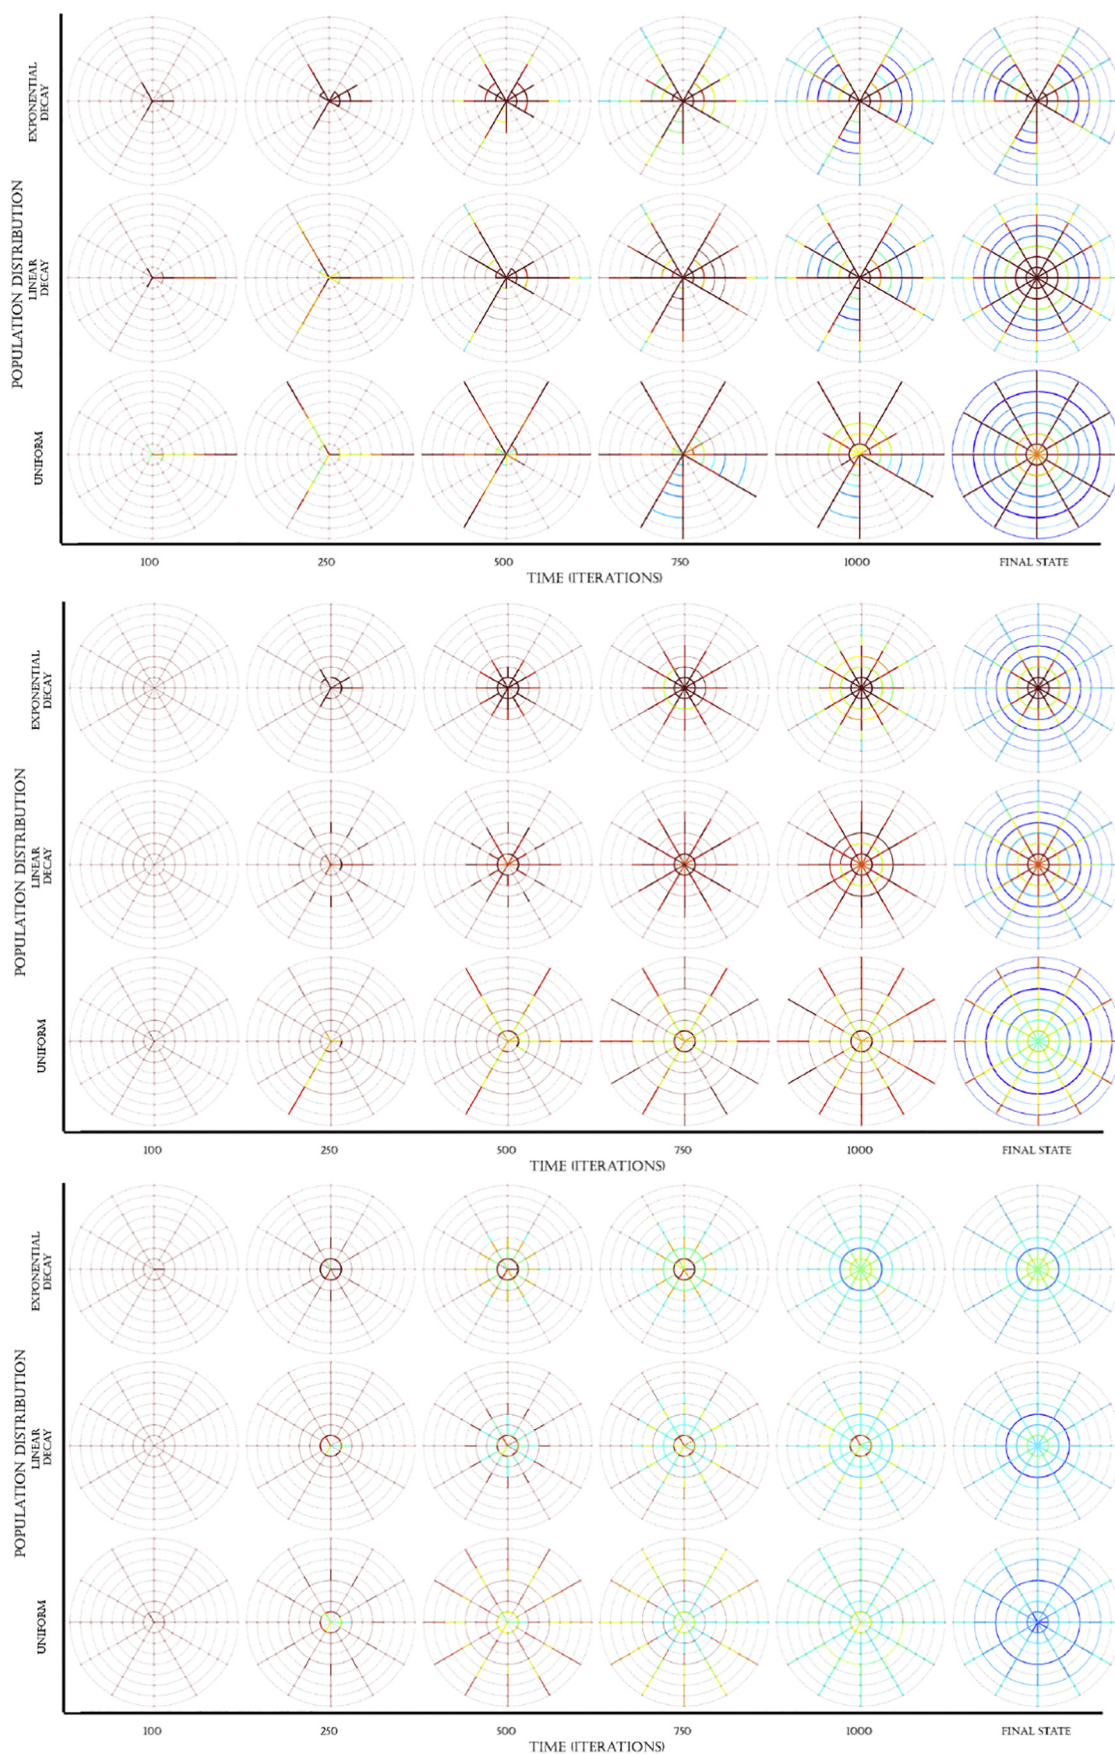 POPULATION DISTRIBUTION
EXPONENTIAL
DECAY
LINEAR
DECAY
UNIFORM
100 250 500 750 1000 FINAL STATE
TIME (ITERATIONS)
POPULATION DISTRIBUTION
EXPONENTIAL
DECAY
LINEAR
DECAY
UNIFORM
100 250 500 750 1000 FINAL STATE
TIME (ITERATIONS)
POPULATION DISTRIBUTION
EXPONENTIAL
DECAY
LINEAR
DECAY
UNIFORM
100 250 500 750 1000 FINAL STATE
TIME (ITERATIONS)